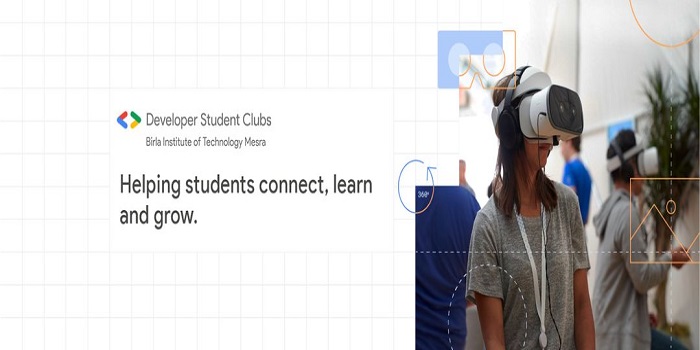 Developer Student Clubs
Birla Institute of Technology Mesra
Helping students connect, learn
and grow.